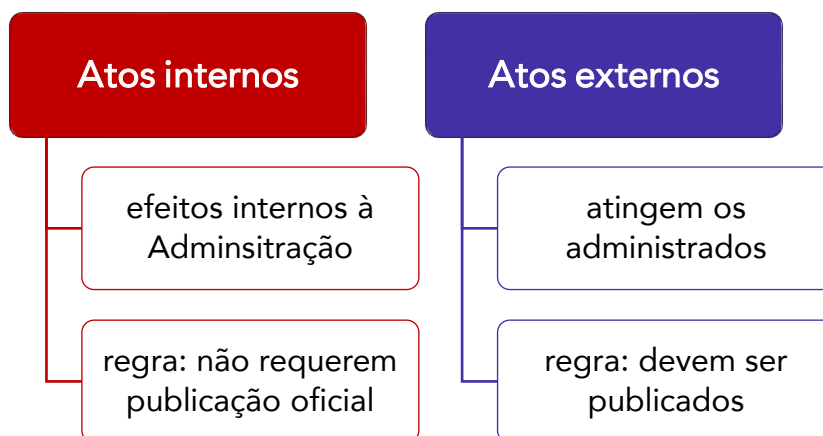 Atos internos
efeitos internos à
Adminsitração
regra: não requerem
publicação oficial
Atos externos
atingem os
administrados
regra: devem ser
publicados